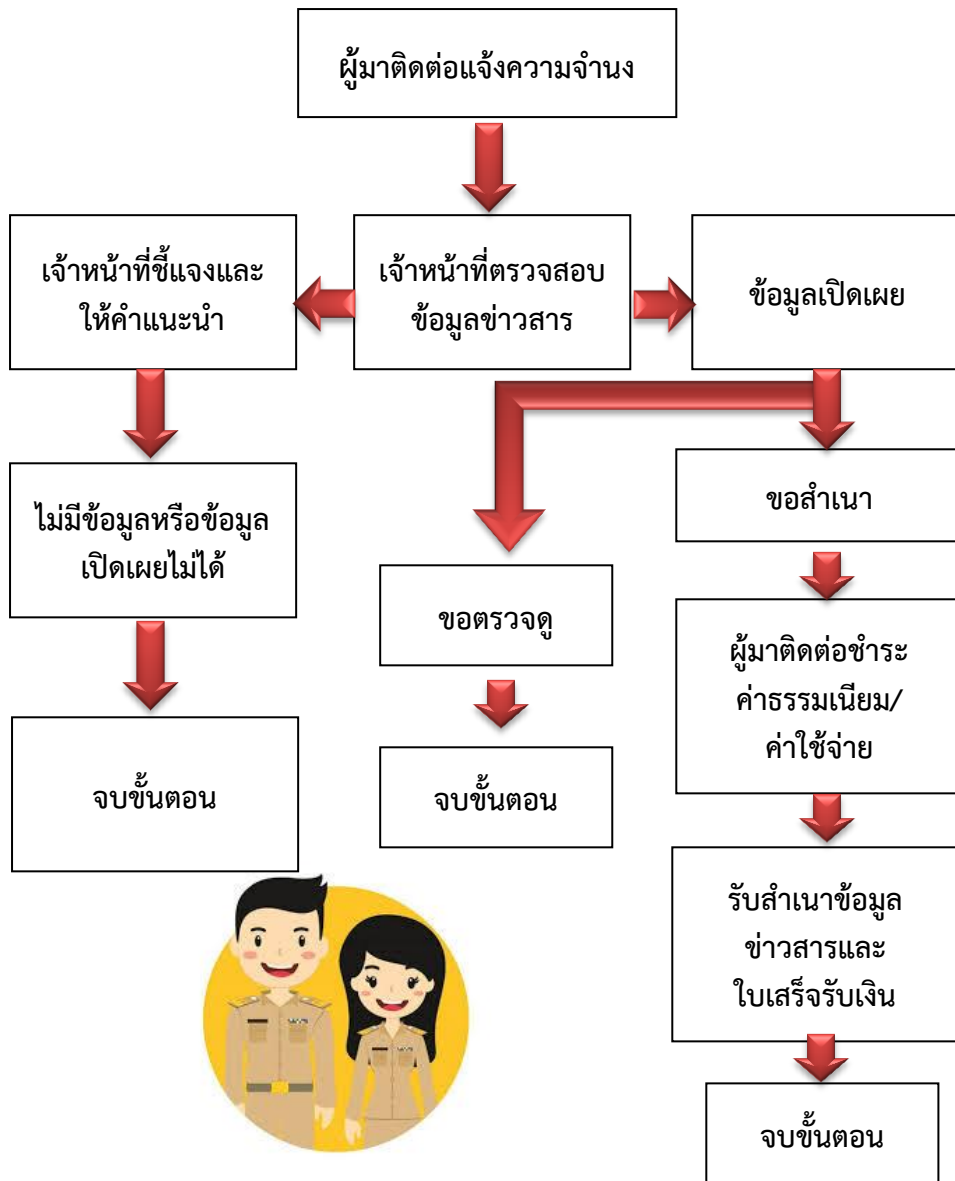 ผู้มาติดต่อแจ้งความจำนง
เจ้าหน้าที่ชี้แจงและ
ให้คำแนะนำ
เจ้าหน้าที่ตรวจสอบ
ข้อมูลข่าวสาร
ข้อมูลเปิดเผย
ไม่มีข้อมูลหรือข้อมูล
เปิดเผยไม่ได้
ขอสำเนา
ขอตรวจดู
ผู้มาติดต่อชำระ
ค่าธรรมเนียม/
ค่าใช้จ่าย
จบขั้นตอน
จบขั้นตอน
รับสำเนาข้อมูล
ข่าวสารและ
ใบเสร็จรับเงิน
จบขั้นตอน